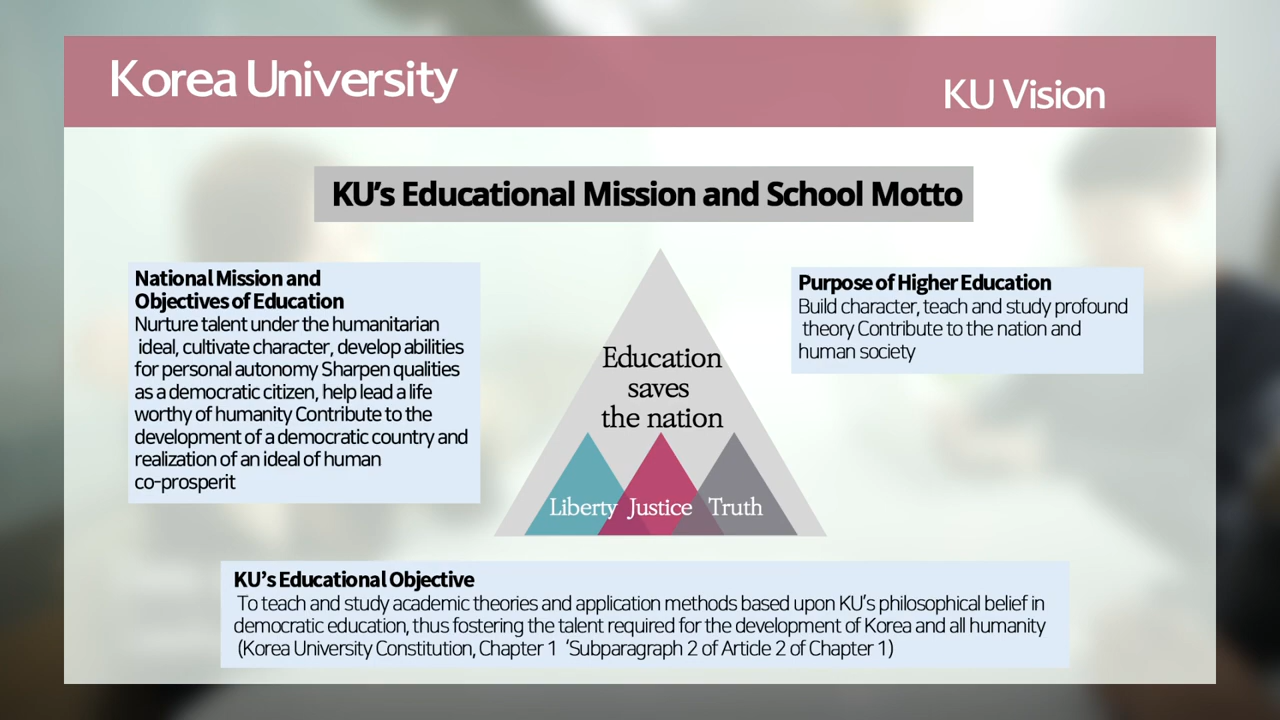 Korea University
KU Vision
KU's Educational Mission and School Motto
National Mission and
Objectives of Education
Nurture talent under the humanitarian
ideal, cultivate character, develop abilities
for personal autonomy Sharpen qualities
as a democratic citizen, help lead a life
worthy of humanity Contribute to the
development of a democratic country and
realization of an ideal of human
co-prosperit
Education
saves
the nation
Liberty Justice Truth
Purpose of Higher Education
Build character, teach and study profound
theory Contribute to the nation and
human society
KU's Educational Objective
To teach and study academic theories and application methods based upon KU's philosophical belief in
democratic education, thus fostering the talent required for the development of Korea and all humanity
(Korea University Constitution, Chapter 1 ‘Subparagraph 2 of Article 2 of Chapter 1)